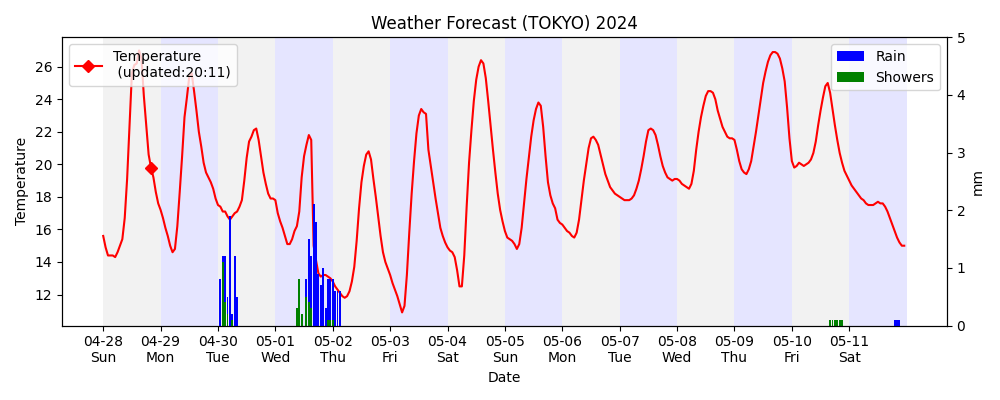 Weather Forecast (TOKYO) 2024
Temperature
(updated:20:11)
Rain
Showers
Temperature
26
24
22
20
18
16
14
12
5
4
3
2
1
0
mm
04-28 04-29 04-30 05-01 05-02 05-03 05-04 05-05 05-06 05-07 05-08 05-09 05-10 05-11
Sun Mon Tue Wed Thu Fri Sat Sun Mon Tue Wed Thu Fri Sat
Date